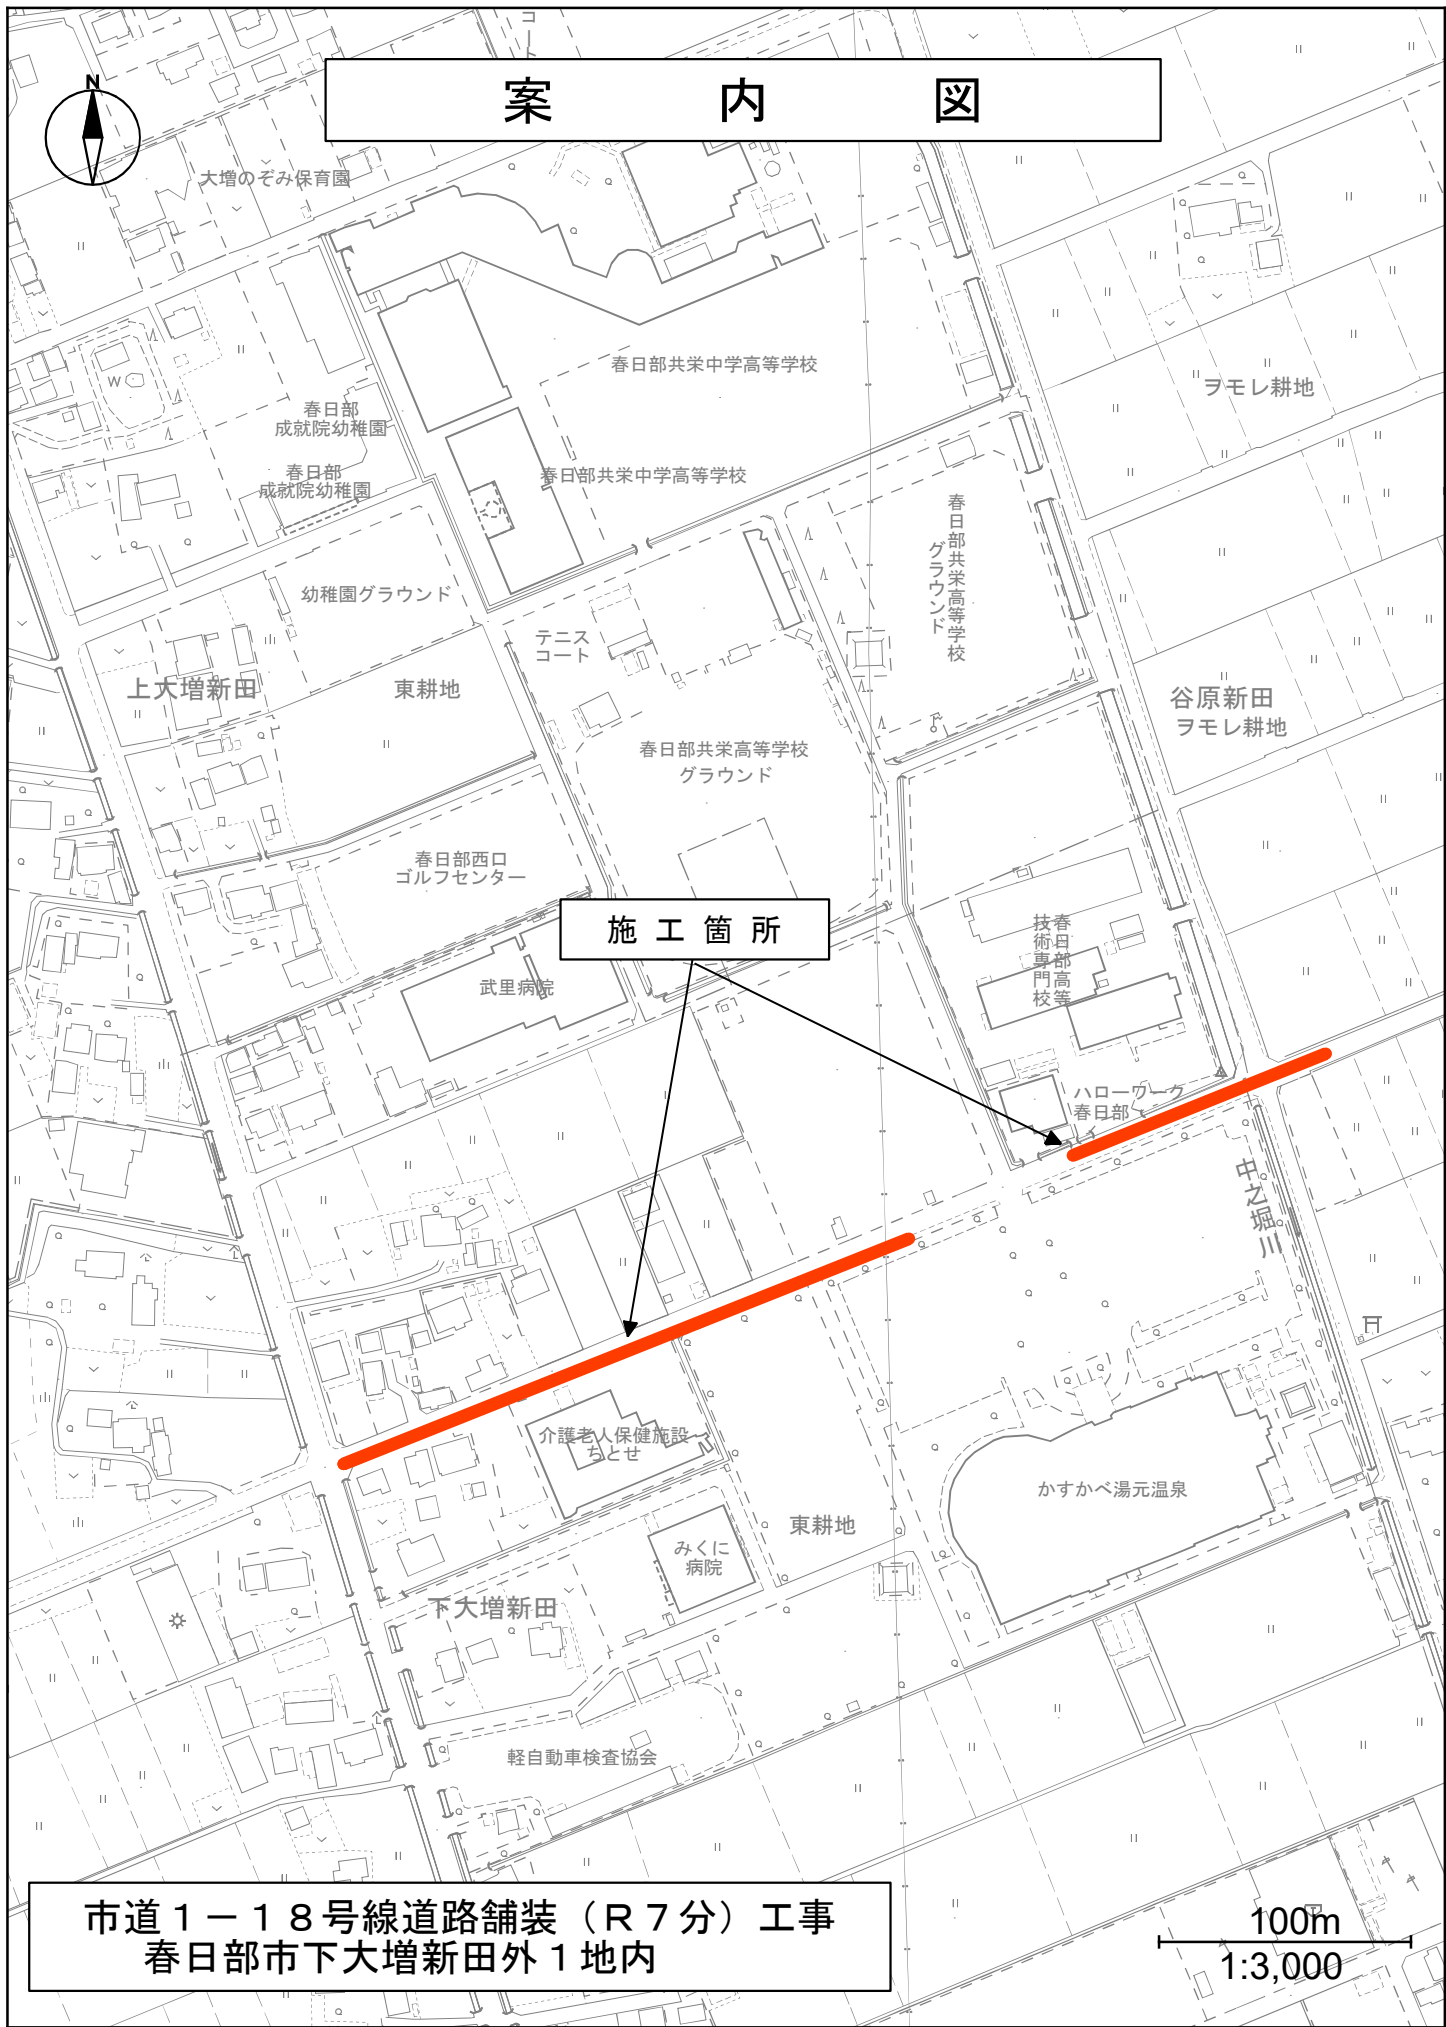 コート
N
案内図
大増のぞみ保育園
春日部共栄中学高等学校
ヲモレ耕地
春日部
成就院幼稚園
春日部
成就院幼稚園
春日部共栄中学高等学校
春日部共栄高等学校
グラウンド
幼稚園グラウンド
テニス
コート
上大増新田
東耕地
谷原新田
ヲモレ耕地
春日部共栄高等学校
グラウンド
春日部西口
ゴルフセンター
施工箇所
春日部高等
技術専門校
武里病院
ハローワーク
春日部
中之堀川
介護老人保健施設
ちとせ
かすかべ湯元温泉
東耕地
みくに
病院
下大増新田
軽自動車検査協会
市道1-18号線道路舗装(R7分)工事
春日部市下大増新田外1地内
100m
1:3,000